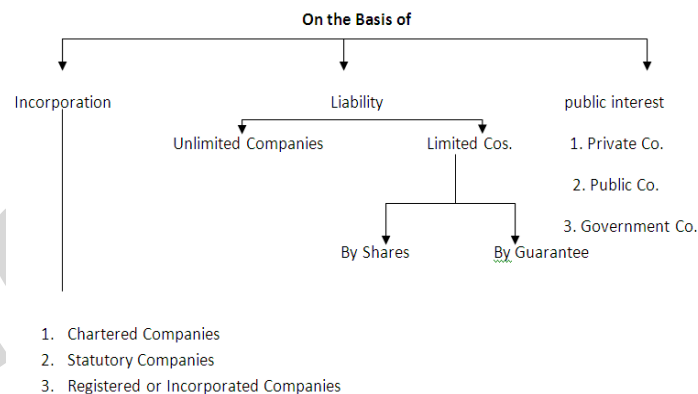 On the Basis of
Incorporation Liability public interest
Unlimited Companies Limited Cos. 1. Private Co.
2. Public Co.
3. Government Co.
By Shares By Guarantee
1. Chartered Companies
2. Statutory Companies
3. Registered or Incorporated Companies